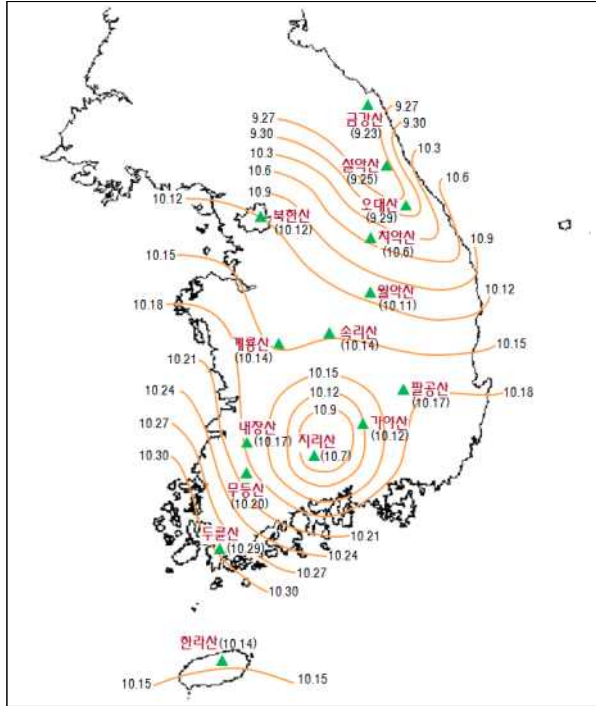 9.27
금강산
9.30
(9.23)
9.27
10.3
9.30
설악산
(9.25)
10.3
10.6
10.6
오대산
(9.29)
10.12
10.9
북한산
(10.12)
치악산
(10.6)
10.9
10.15
월악산
(10.11)
10.12
10.18
속리산
(10.14)
계룡산
(10.14)
10.15
10.21
10.15
10.24
10.12
팔공산
(10.17)
10.18
10.9
10.27
내장산
(10.17)
가야산
(10.12)
지리산
(10.7)
10.30
무등산
(10.20)
두륜산
(10.29)
10.21
10.24
10.27
10.30
한라산(10.14)
10.15
10.15